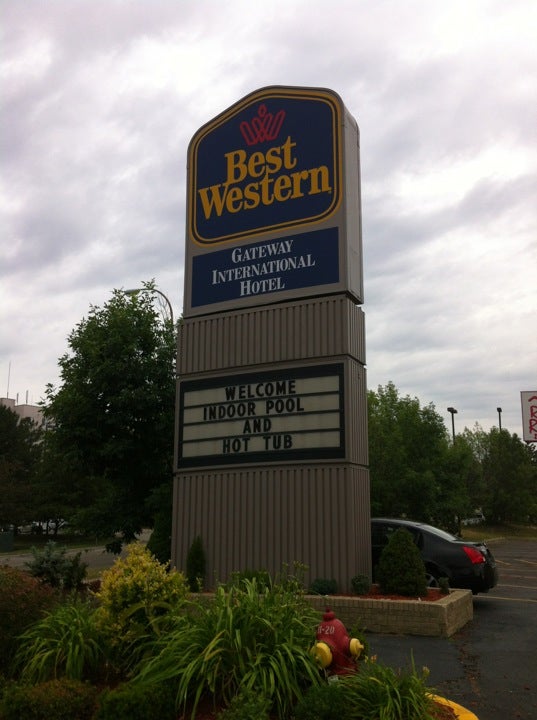 Best
Western
GATEWAY
INTERNATIONAL
HOTEL
WELCOME
INDOOR POOL
AND
HOT TUB